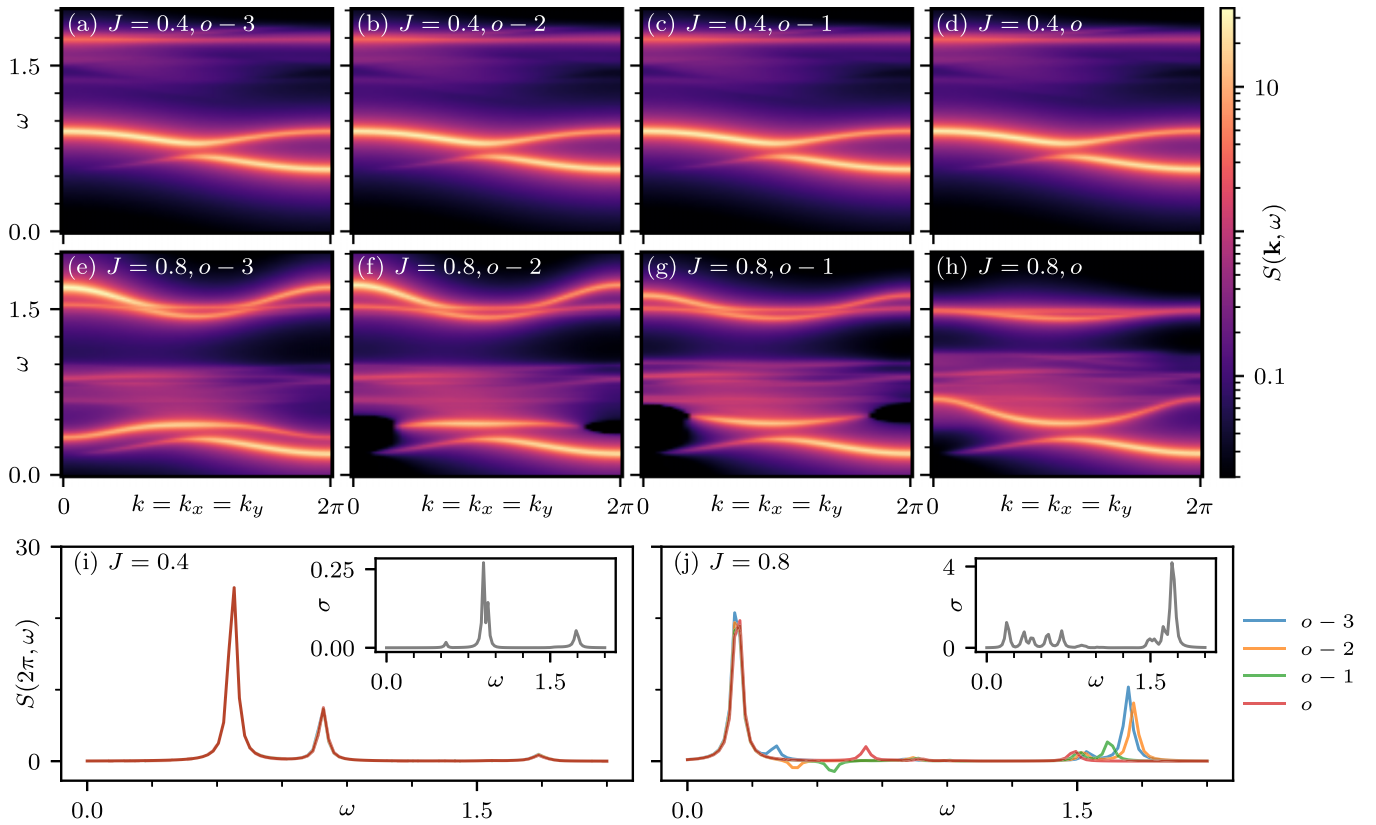 (a) J = 0.4, o − 3
(b) J = 0.4, o − 2
(c) J = 0.4, o − 1
(d) J = 0.4, o
1.5
ω
0.0
10
0.1
S(k, ω)
(e) J = 0.8, o − 3
(f) J = 0.8, o − 2
(g) J = 0.8, o − 1
(h) J = 0.8, o
1.5
ω
0.0
0 k = kx = ky 2π
0 k = kx = ky 2π
0 k = kx = ky 2π
0 k = kx = ky 2π
(i) J = 0.4
30
0
S(2π, ω)
0.0 ω 1.5
0.25
0.00
σ
0.0 ω 1.5
(j) J = 0.8
0.0 ω 1.5
4
0
σ
0.0 ω 1.5
o − 3
o − 2
o − 1
o